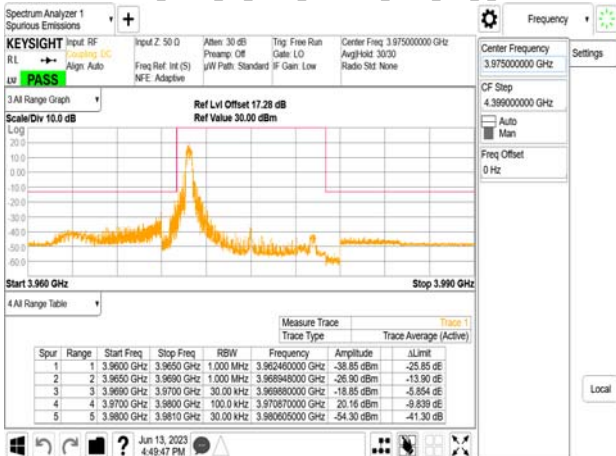 Spectrum Analyzer 1
Spurious Emissions
+
Frequency
KEYSIGHT Input: RF Input Z: 50 Ω Atten: 30 dB Trig: Free Run Center Freq: 3.975000000 GHz
RL Coupling: DC Preamp: Off Gate: LO Avg|Hold: 30/30
Align: Auto Freq Ref: Int (S) µW Path: Standard IF Gain: Low Radio Std: None
LV PASS NFE: Adaptive
Center Frequency
3.975000000 GHz
Settings
CF Step
4.399000000 GHz
Auto
Man
Freq Offset
0 Hz
Local
3 All Range Graph
Scale/Div 10.0 dB
Ref Lvl Offset 17.28 dB
Ref Value 30.00 dBm
Log
20.0
10.0
0.00
-10.0
-20.0
-30.0
-40.0
-50.0
-60.0
Start 3.960 GHz Stop 3.990 GHz
4 All Range Table
Measure Trace Trace 1
Trace Type Trace Average (Active)
Spur Range Start Freq Stop Freq RBW Frequency Amplitude ΔLimit
1 1 3.9600 GHz 3.9650 GHz 1.000 MHz 3.962460000 GHz -38.85 dBm -25.85 dB
2 2 3.9650 GHz 3.9690 GHz 1.000 MHz 3.968948000 GHz -26.90 dBm -13.90 dB
3 3 3.9690 GHz 3.9700 GHz 30.00 kHz 3.969880000 GHz -18.85 dBm -5.854 dB
4 4 3.9700 GHz 3.9800 GHz 100.0 kHz 3.970870000 GHz 20.16 dBm -9.839 dB
5 5 3.9800 GHz 3.9810 GHz 30.00 kHz 3.980605000 GHz -54.30 dBm -41.30 dB
?
Jun 13, 2023
4:49:47 PM